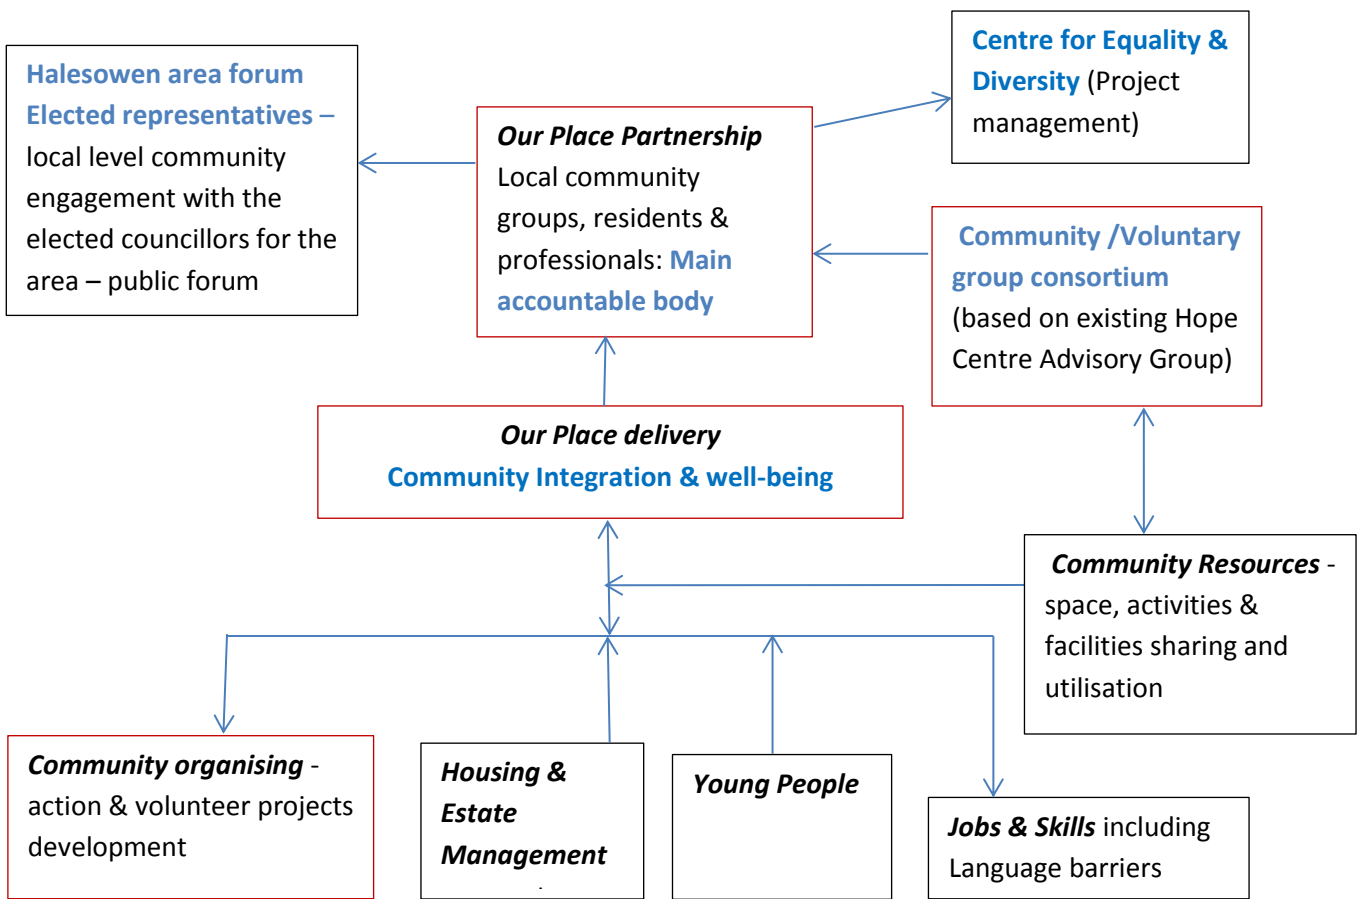 Halesowen area forum
Elected representatives –
local level community
engagement with the
elected councillors for the
area – public forum
Our Place Partnership
Local community
groups, residents &
professionals: Main
accountable body
Centre for Equality &
Diversity (Project
management)
Community /Voluntary
group consortium
(based on existing Hope
Centre Advisory Group)
Our Place delivery
Community Integration & well-being
Community Resources -
space, activities &
facilities sharing and
utilisation
Community organising -
action & volunteer projects
development
Housing &
Estate
Management
Young People
Jobs & Skills including
Language barriers